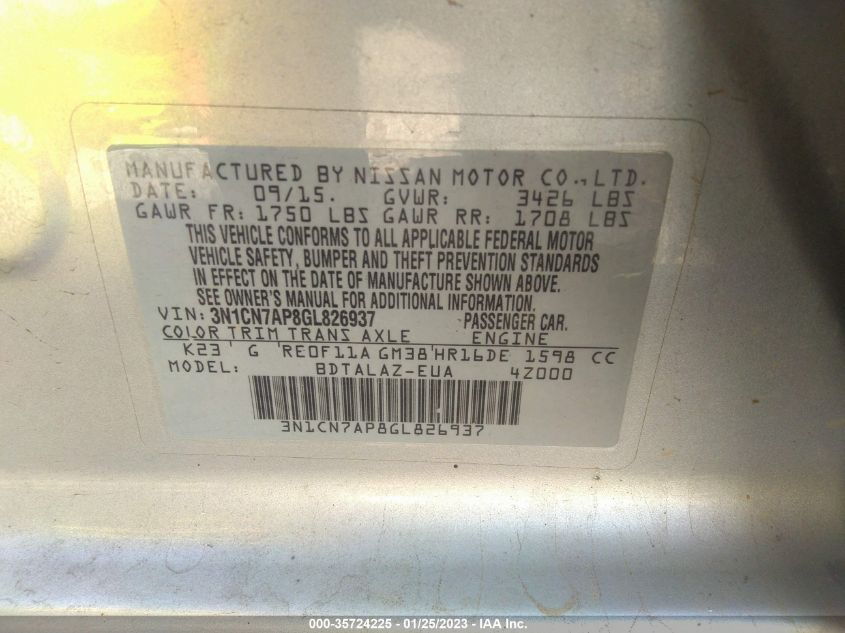 MANUFACTURED BY NISSAN MOTOR CO., LTD.
DATE: 09/15. GVWR: 3426 LBS
GAWR FR: 1750 LBS GAWR RR: 1708 LBS
THIS VEHICLE CONFORMS TO ALL APPLICABLE FEDERAL MOTOR
VEHICLE SAFETY, BUMPER AND THEFT PREVENTION STANDARDS
IN EFFECT ON THE DATE OF MANUFACTURE SHOWN ABOVE.
SEE OWNER'S MANUAL FOR ADDITIONAL INFORMATION.
VIN: 3N1CN7AP8GL826937 PASSENGER CAR.
COLOR TRIM TRANS AXLE ENGINE
K23 ' G 'RE0F11A GM38'HR16DE 1598 CC
MODEL: BDTALAZ-EUA 4Z000
3N1CN7AP8GL826937
000-35724225 - 01/25/2023 - IAA Inc.